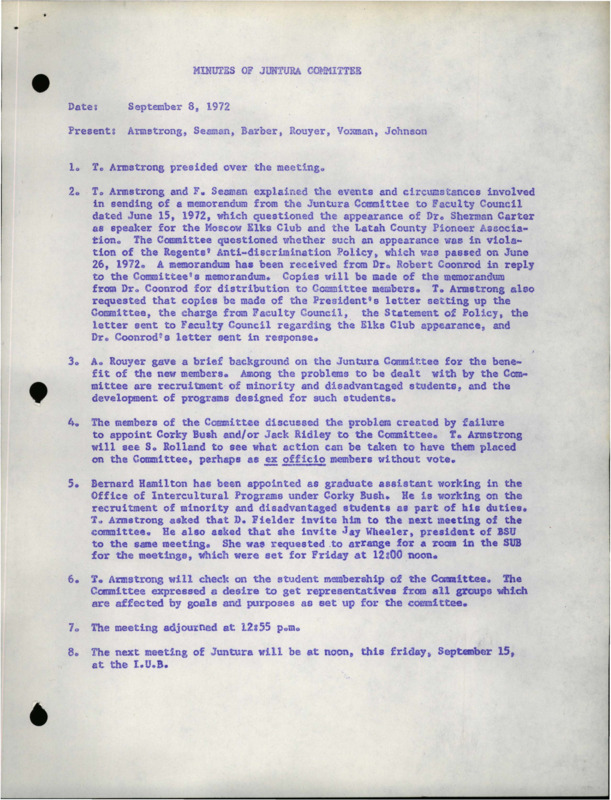 MINUTES OF JUNTURA COMMITTEE
Date: September 8, 1972
Present: Armstrong, Seaman, Barber, Rouyer, Voxman, Johnson
1. T. Armstrong presided over the meeting.
2. T. Armstrong and F. Seaman explained the events and circumstances involved
in sending of a memorandum from the Juntura Committee to Faculty Council
dated June 15, 1972, which questioned the appearance of Dr. Sherman Carter
as speaker for the Moscow Elks Club and the Latah County Pioneer Associa-
tion. The Committee questioned whether such an appearance was in viola-
tion of the Regents' Anti-discrimination Policy, which was passed on June
26, 1972. A memorandum has been received from Dr. Robert Coonrod in reply
to the Committee's memorandum. Copies will be made of the memorandum
from Dr. Coonrod for distribution to Committee members. T. Armstrong also
requested that copies be made of the President's letter setting up the
Committee, the charge from Faculty Council, the Statement of Policy, the
letter sent to Faculty Council regarding the Elks Club appearance, and
Dr. Coonrod's letter sent in response.
3. A. Rouyer gave a brief background on the Juntura Committee for the bene-
fit of the new members. Among the problems to be dealt with by the Com-
mittee are recruitment of minority and disadvantaged students, and the
development of programs designed for such students.
4. The members of the Committee discussed the problem created by failure
to appoint Corky Bush and/or Jack Ridley to the Committee. T. Armstrong
will see S. Rolland to see what action can be taken to have them placed
on the Committee, perhaps as ex officio members without vote.
5. Bernard Hamilton has been appointed as graduate assistant working in the
Office of Intercultural Programs under Corky Bush. He is working on the
recruitment of minority and disadvantaged students as part of his duties.
T. Armstrong asked that D. Fielder invite him to the next meeting of the
committee. He also asked that she invite Jay Wheeler, president of BSU
to the same meeting. She was requested to arrange for a room in the SUB
for the meetings, which were set for Friday at 12:00 noon.
6. T. Armstrong will check on the student membership of the Committee. The
Committee expressed a desire to get representatives from all groups which
are affected by goals and purposes as set up for the committee.
7. The meeting adjourned at 12:55 p.m.
8. The next meeting of Juntura will be at noon, this friday, September 15,
at the I.U.B.